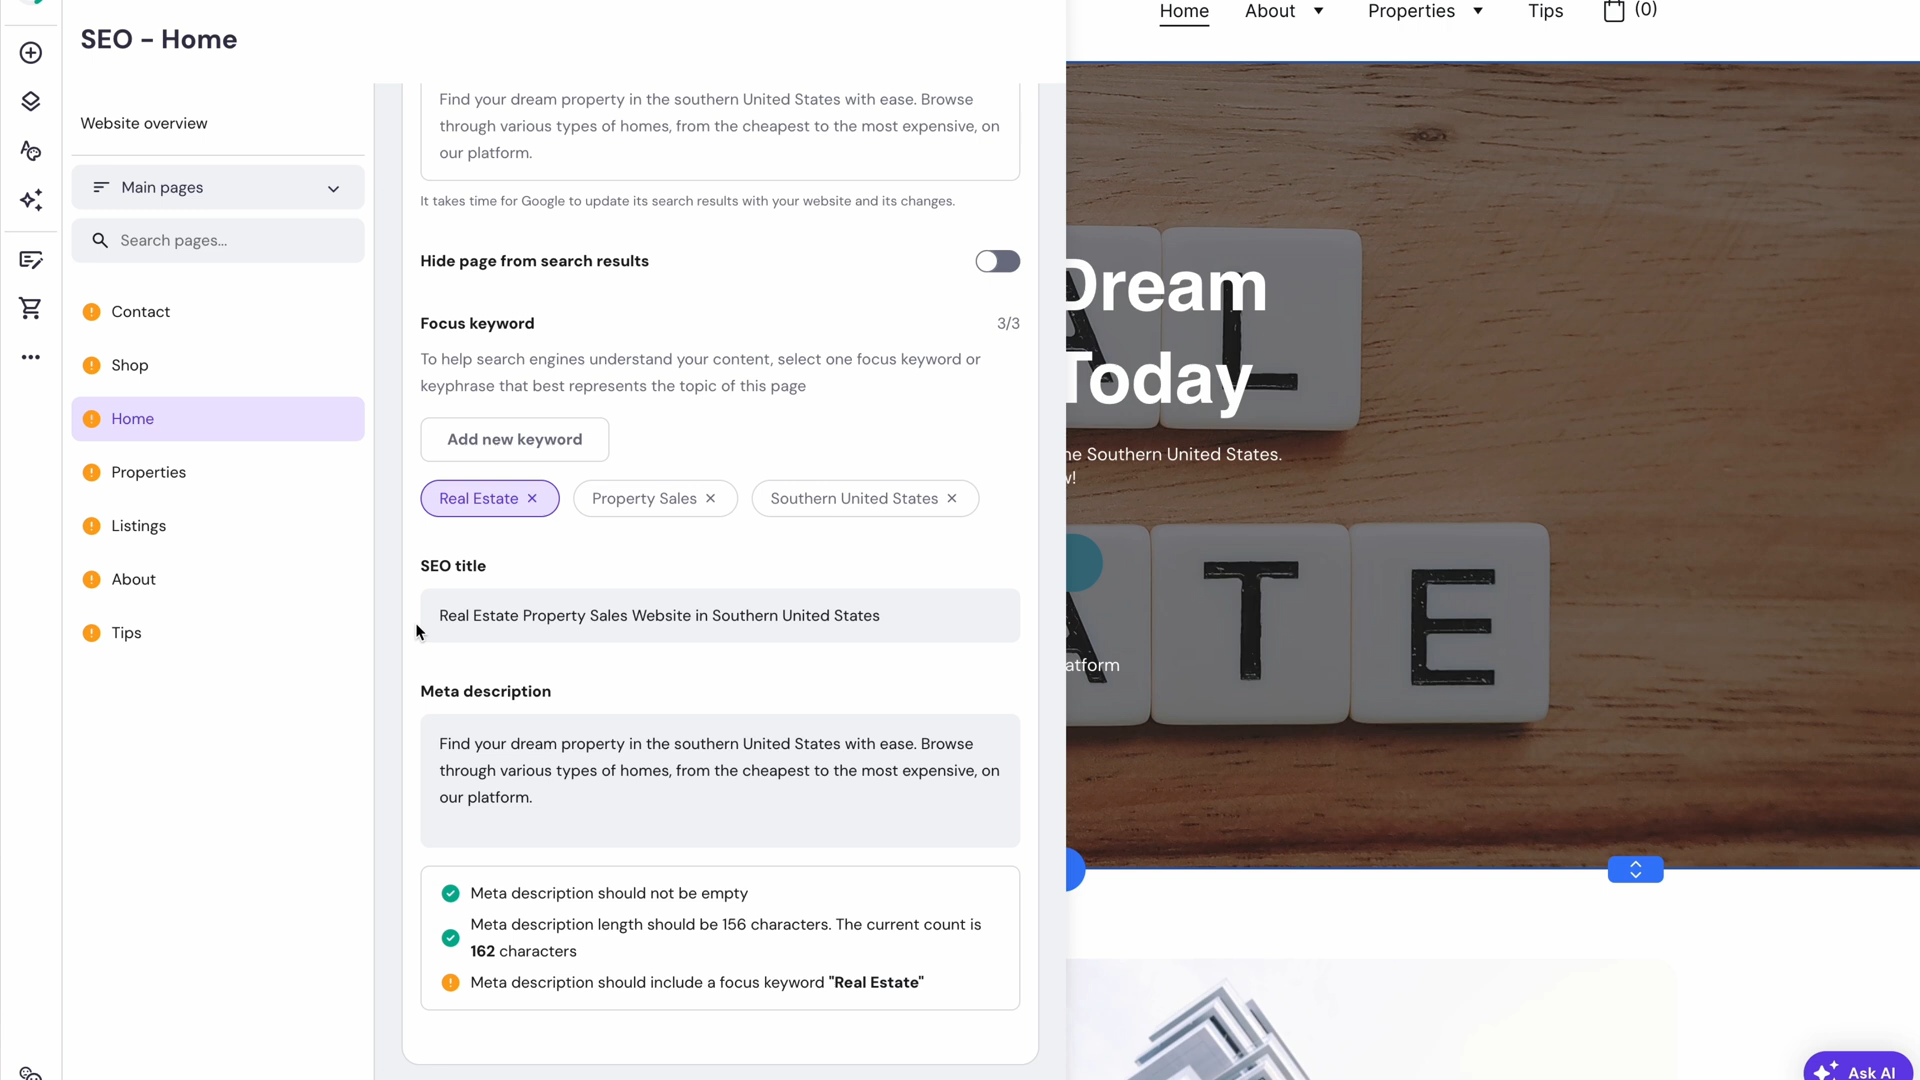 SEO – Home
Website overview
Main pages
Search pages...
Contact
Shop
Home
Properties
Listings
About
Tips
Find your dream property in the southern United States with ease. Browse
through various types of homes, from the cheapest to the most expensive, on
our platform.
It takes time for Google to update its search results with your website and its changes.
Hide page from search results
Focus keyword
3/3
To help search engines understand your content, select one focus keyword or
keyphrase that best represents the topic of this page
Add new keyword
Real Estate
Property Sales
Southern United States
SEO title
Real Estate Property Sales Website in Southern United States
Meta description
Find your dream property in the southern United States with ease. Browse
through various types of homes, from the cheapest to the most expensive, on
our platform.
Meta description should not be empty
Meta description length should be 156 characters. The current count is
162 characters
Meta description should include a focus keyword "Real Estate"
Home About Properties Tips (0)
Dream
Today
he Southern United States.
w!
atform
A L
A T E
Ask AI